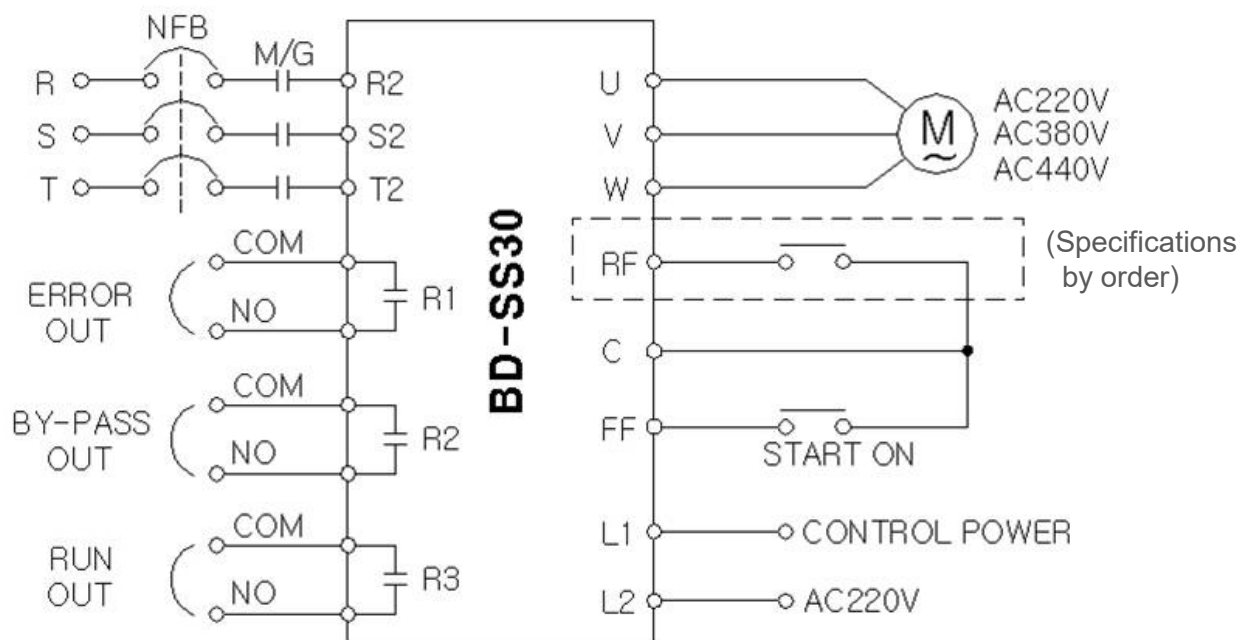 NFB
M/G
R
R2
S
S2
T
T2
U
V
W
M
~
AC220V
AC380V
AC440V
BD-SS30
COM
NO
ERROR
OUT
R1
COM
NO
BY-PASS
OUT
R2
COM
NO
RUN
OUT
R3
RF
(Specifications
by order)
C
FF
START ON
L1
CONTROL POWER
L2
AC220V